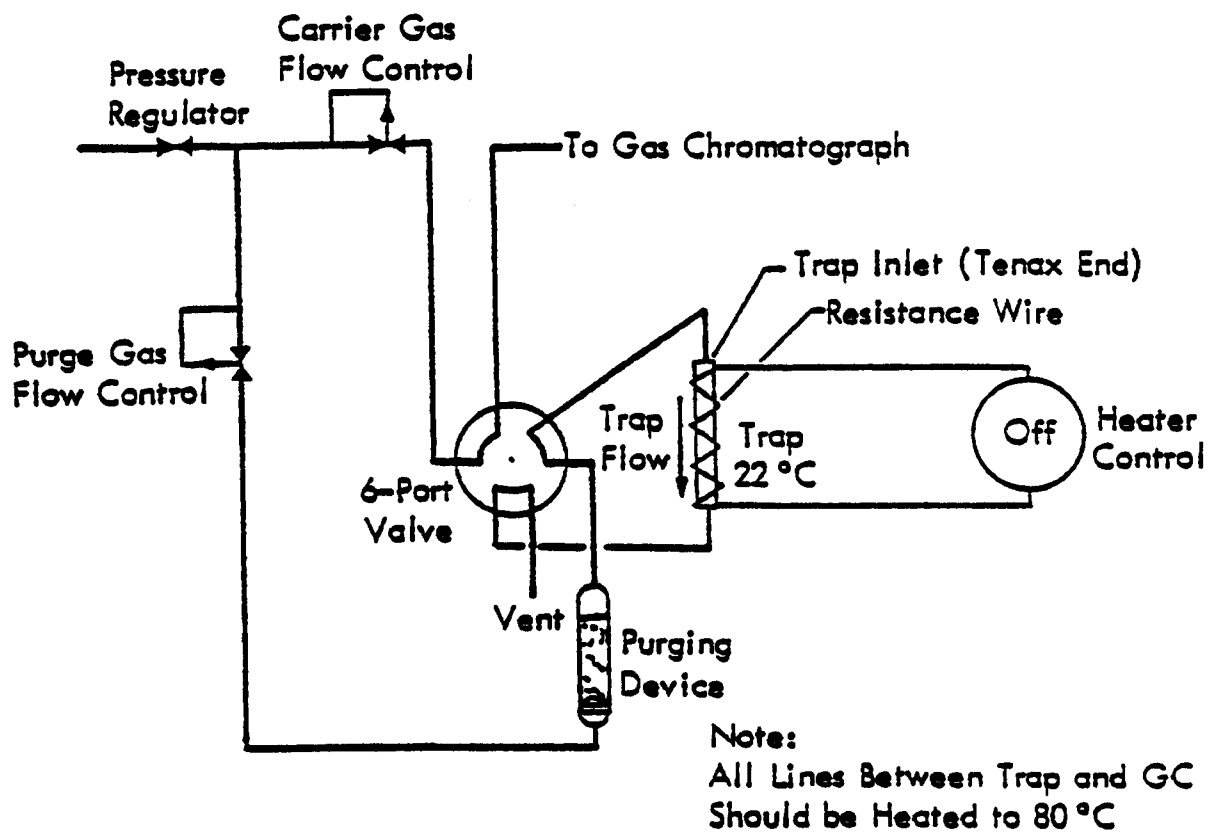 Carrier Gas
Flow Control
Pressure
Regulator
To Gas Chromatograph
Trap Inlet (Tenax End)
Resistance Wire
Purge Gas
Flow Control
Trap
Flow
Trap
22 °C
Off
Heater
Control
6-Port
Valve
Vent
Purging
Device
Note:
All Lines Between Trap and GC
Should be Heated to 80 °C